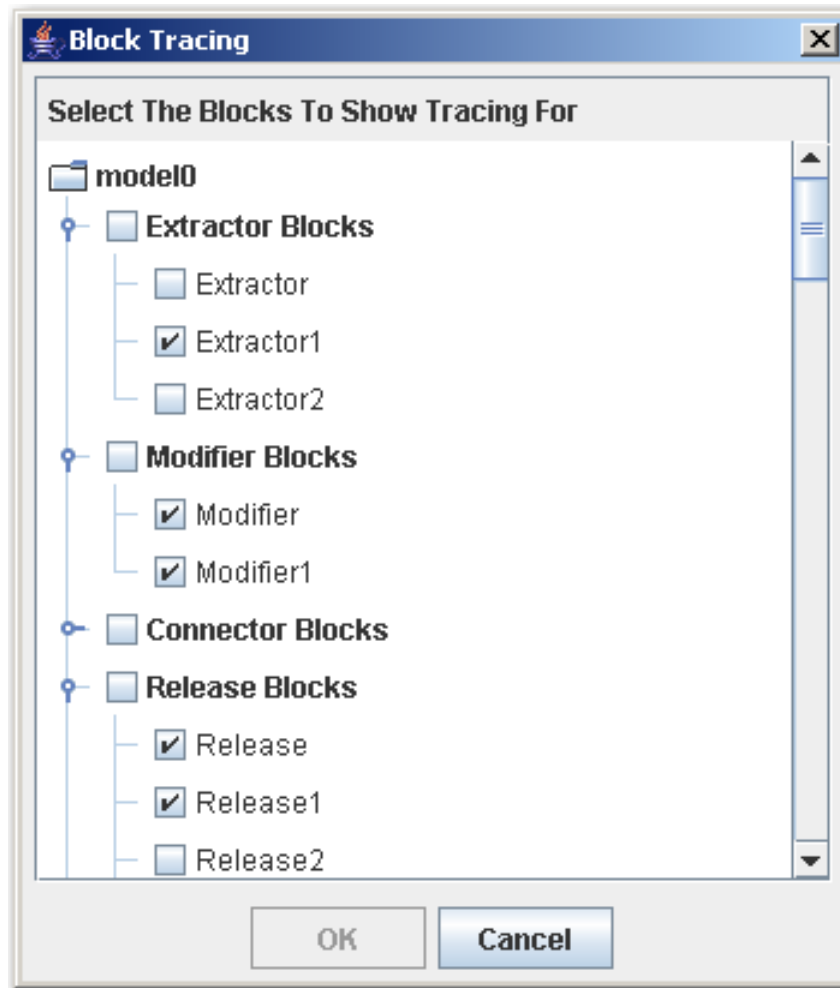 Block Tracing
Select The Blocks To Show Tracing For
model0
Extractor Blocks
Extractor
Extractor1
Extractor2
Modifier Blocks
Modifier
Modifier1
Connector Blocks
Release Blocks
Release
Release1
Release2
OK Cancel